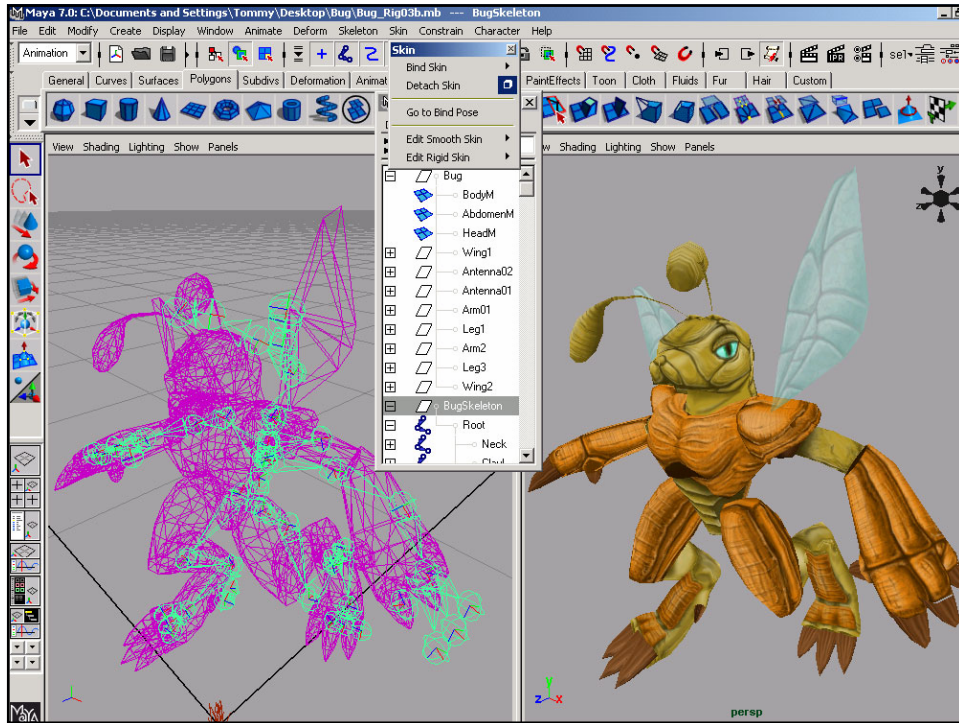 Maya 7.0: C:\Documents and Settings\Tommy\Desktop\Bug\Bug_Rig03b.mb --- BugSkeleton
File Edit Modify Create Display Window Animate Deform Skeleton Skin Constrain Character Help
Animation
sel
General Curves Surfaces Polygons Subdivs Deformation Animat
PaintEffects Toon Cloth Fluids Fur Hair Custom
Skin
Bind Skin
Detach Skin
Go to Bind Pose
Edit Smooth Skin
Edit Rigid Skin
View Shading Lighting Show Panels
Shading Lighting Show Panels
Bug
BodyM
AbdomenM
HeadM
Wing1
Antenna02
Antenna01
Arm01
Leg1
Arm2
Leg3
Wing2
BugSkeleton
Root
Neck
y
z
y
z x
persp